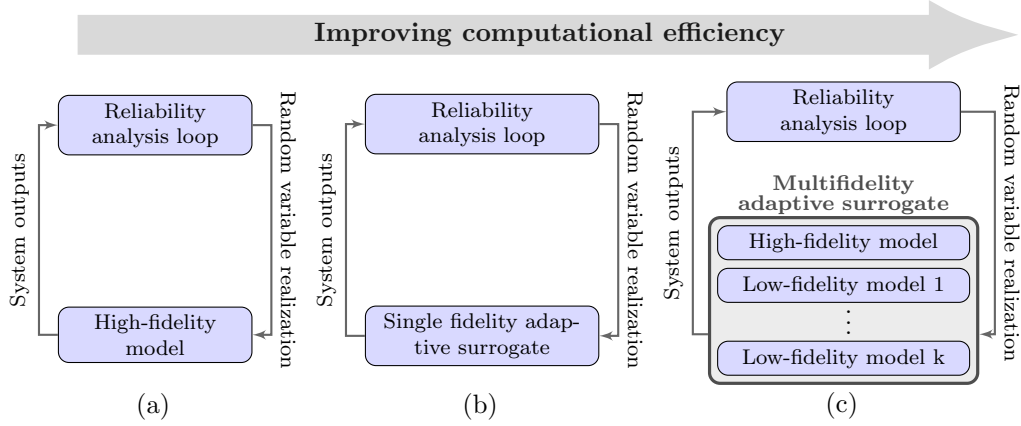 Improving computational efficiency
Reliability
analysis loop
System outputs
Random variable realization
High-fidelity
model
(a)
Reliability
analysis loop
System outputs
Random variable realization
Single fidelity adap-
tive surrogate
(b)
Reliability
analysis loop
System outputs
Random variable realization
Multifidelity
adaptive surrogate
High-fidelity model
Low-fidelity model 1
⋮
Low-fidelity model k
(c)